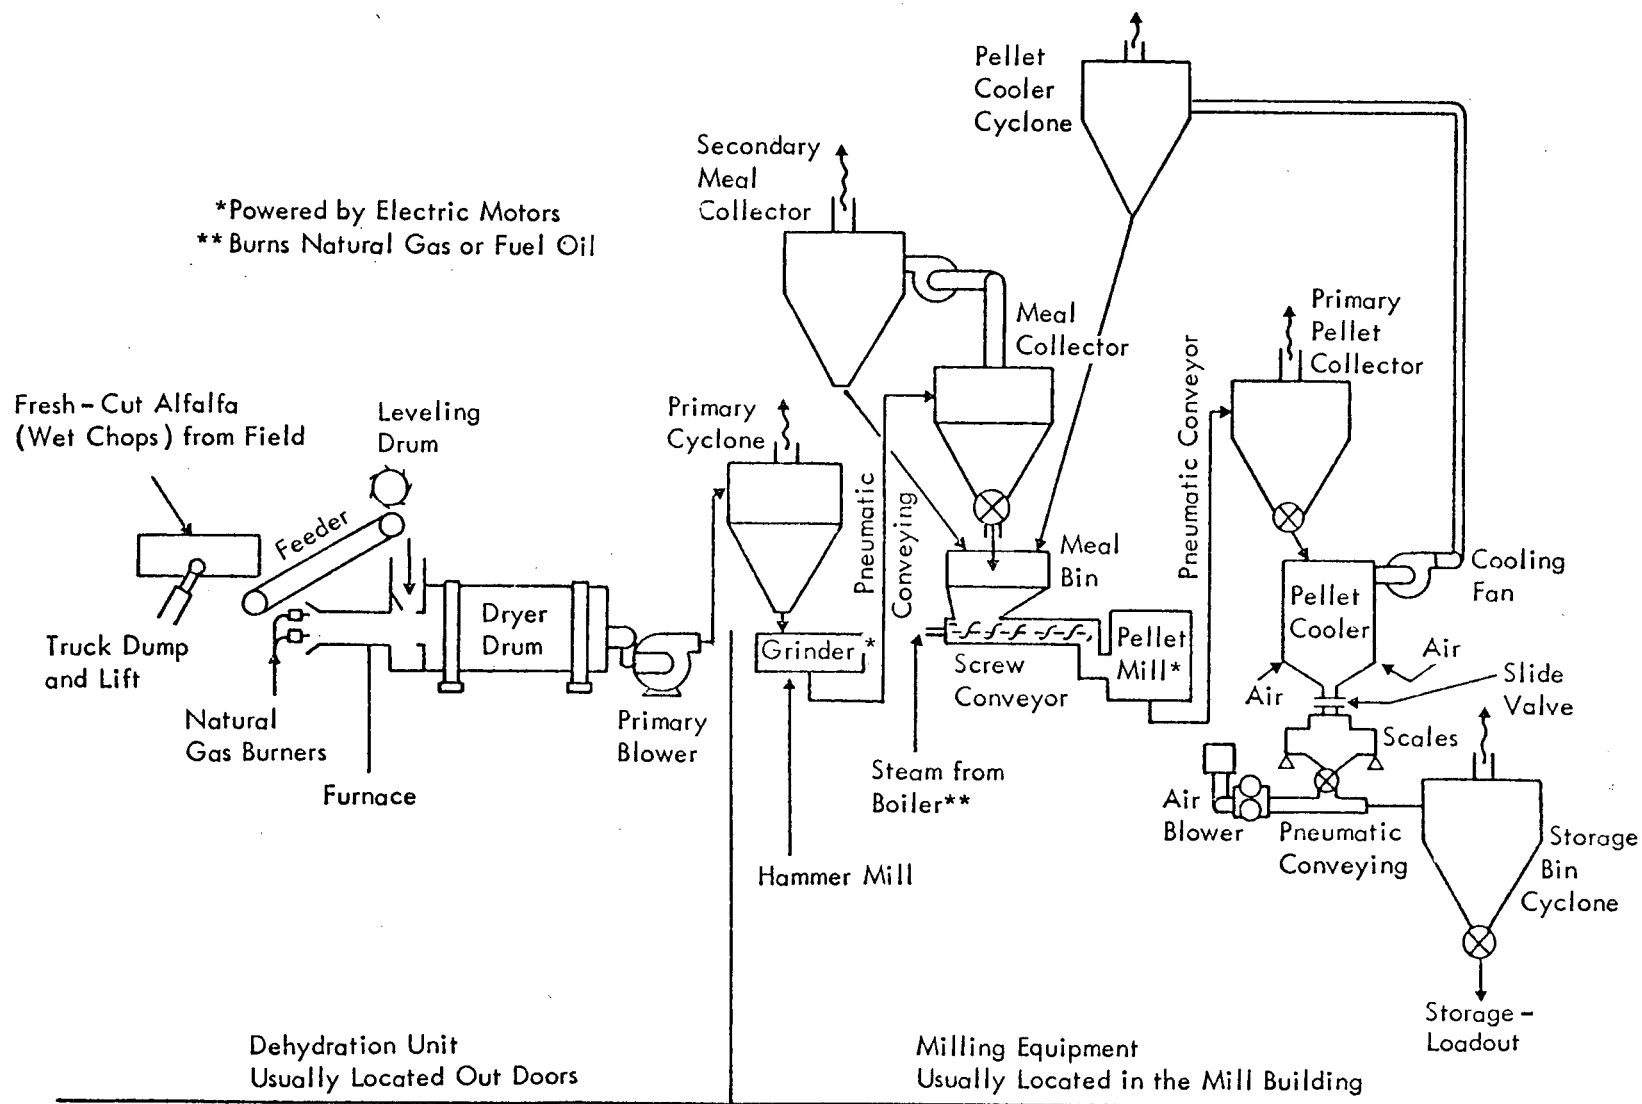 Pellet
Cooler
Cyclone
Secondary
Meal
Collector
*Powered by Electric Motors
**Burns Natural Gas or Fuel Oil
Meal
Collector
Primary
Pellet
Collector
Pneumatic Conveyor
Fresh-Cut Alfalfa
(Wet Chops) from Field
Leveling
Drum
Primary
Cyclone
Pneumatic
Conveying
Feeder
Meal
Bin
Cooling
Fan
Truck Dump
and Lift
Dryer
Drum
Grinder*
Pellet
Mill*
Pellet
Cooler
Screw
Conveyor
Air
Air
Slide
Valve
Natural
Gas Burners
Primary
Blower
Furnace
Scales
Steam from
Boiler**
Air
Blower
Pneumatic
Conveying
Storage
Bin
Cyclone
Hammer Mill
Storage-
Loadout
Dehydration Unit
Usually Located Out Doors
Milling Equipment
Usually Located in the Mill Building